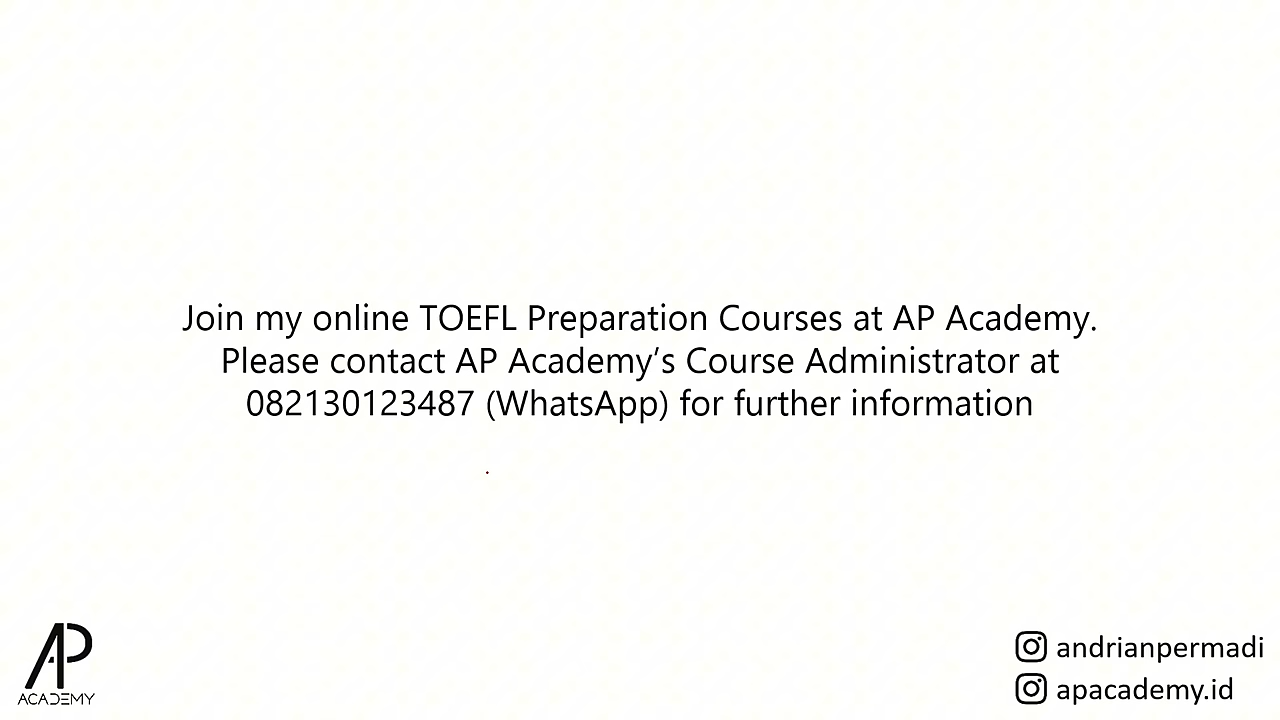 Join my online TOEFL Preparation Courses at AP Academy.
Please contact AP Academy’s Course Administrator at
082130123487 (WhatsApp) for further information
AP
ACADEMY
andrianpermadi
apacademy.id